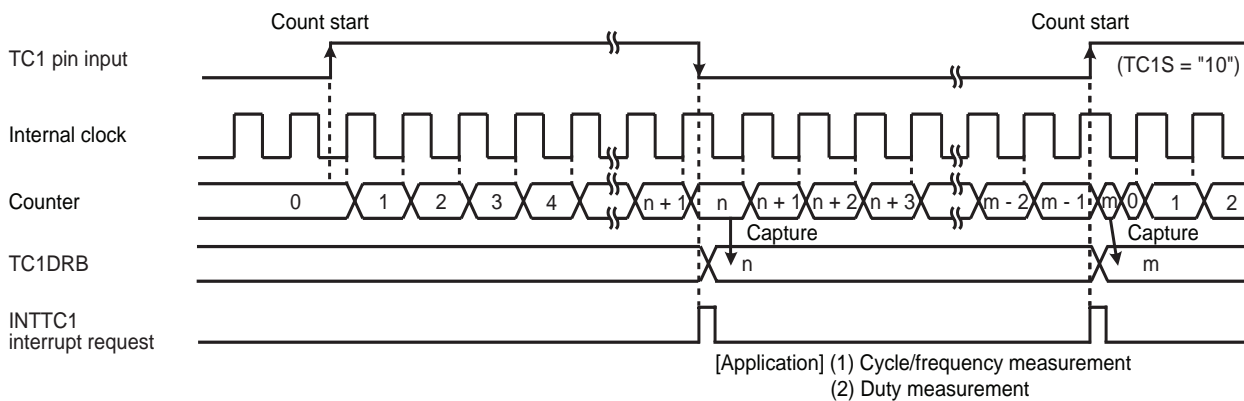 Count start Count start
TC1 pin input
(TC1S = "10")
Internal clock
Counter 0 1 2 3 4 n + 1 n n + 1 n + 2 n + 3 m - 2 m - 1 m 0 1 2
Capture Capture
TC1DRB n m
INTTC1
interrupt request
[Application] (1) Cycle/frequency measurement
(2) Duty measurement